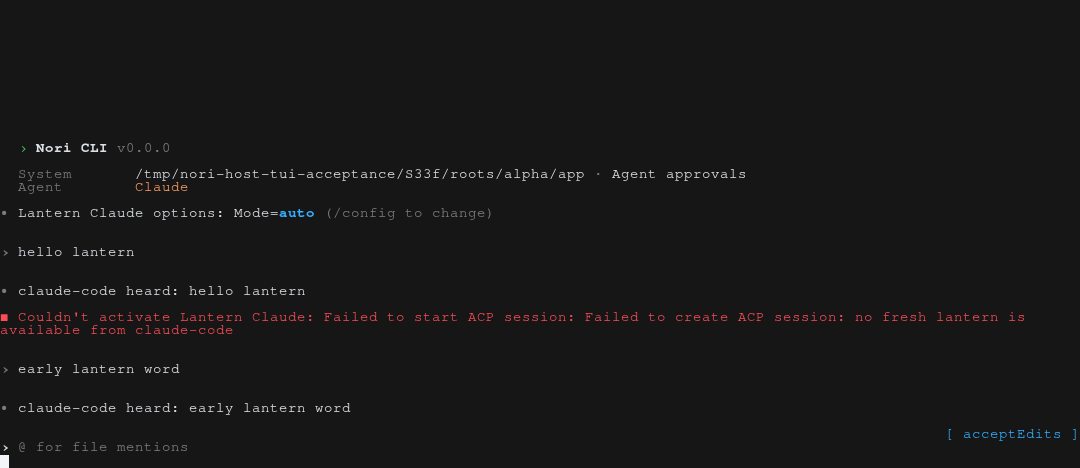 › Nori CLI v0.0.0
System /tmp/nori-host-tui-acceptance/S33f/roots/alpha/app · Agent approvals
Agent Claude
• Lantern Claude options: Mode=auto (/config to change)
› hello lantern
• claude-code heard: hello lantern
■ Couldn't activate Lantern Claude: Failed to start ACP session: Failed to create ACP session: no fresh lantern is
available from claude-code
› early lantern word
• claude-code heard: early lantern word
[ acceptEdits ]
› @ for file mentions